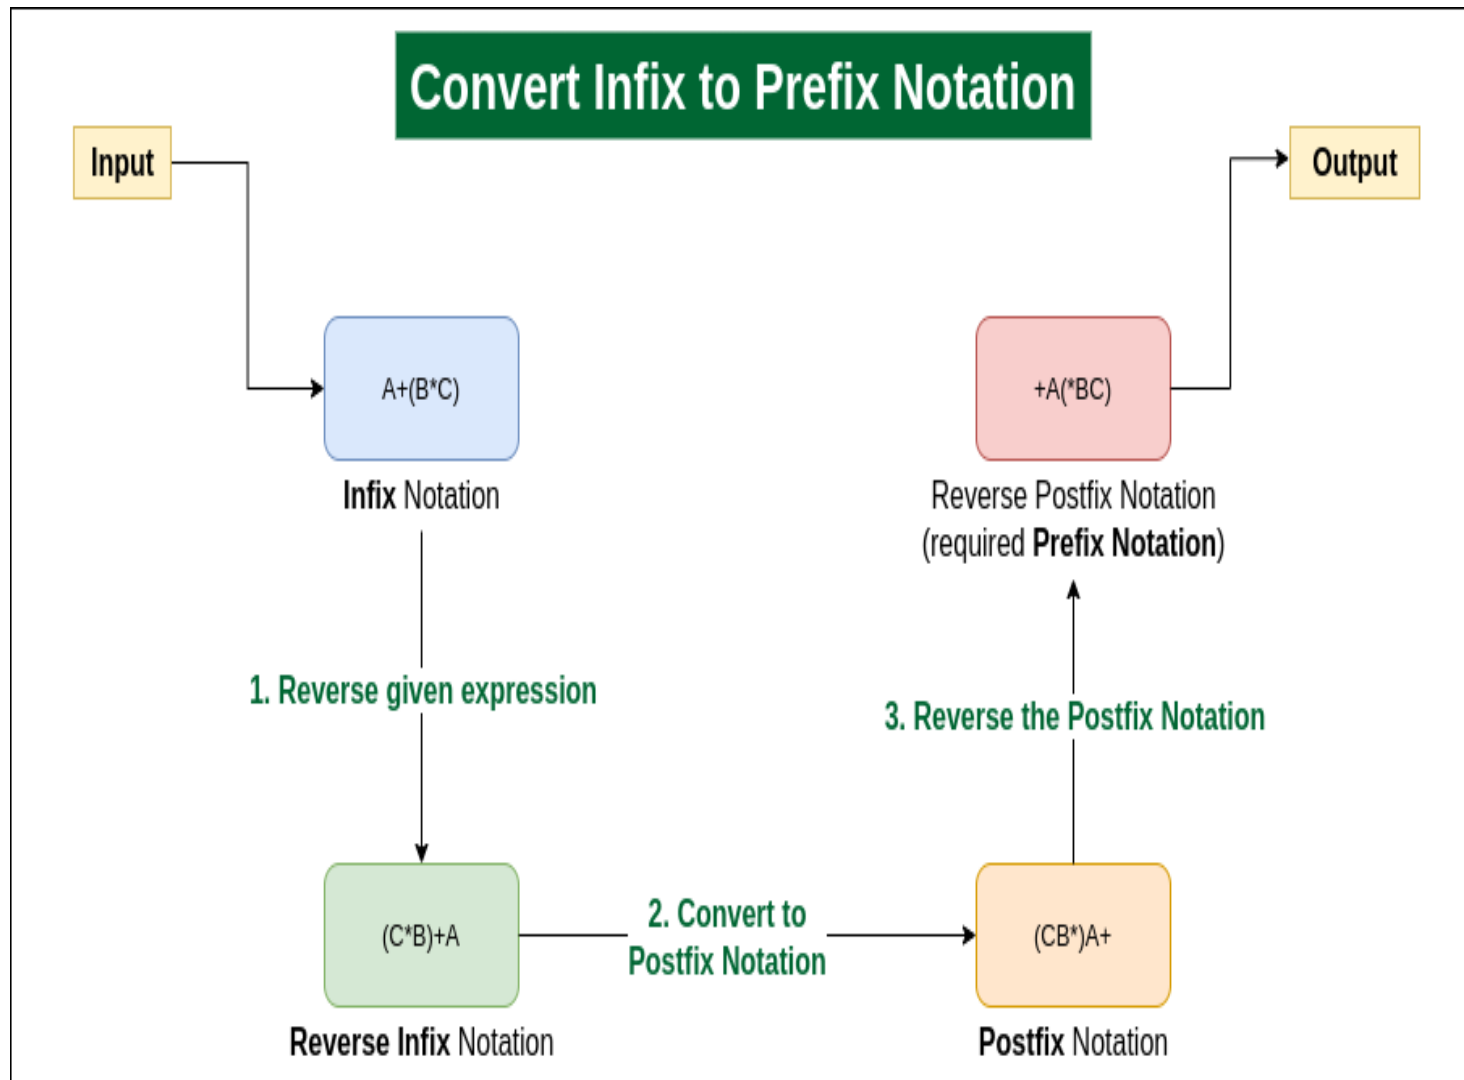 Convert Infix to Prefix Notation
Input
Output
A+(B*C)
Infix Notation
1. Reverse given expression
(C*B)+A
Reverse Infix Notation
2. Convert to
Postfix Notation
(CB*)A+
Postfix Notation
3. Reverse the Postfix Notation
+A(*BC)
Reverse Postfix Notation
(required Prefix Notation)